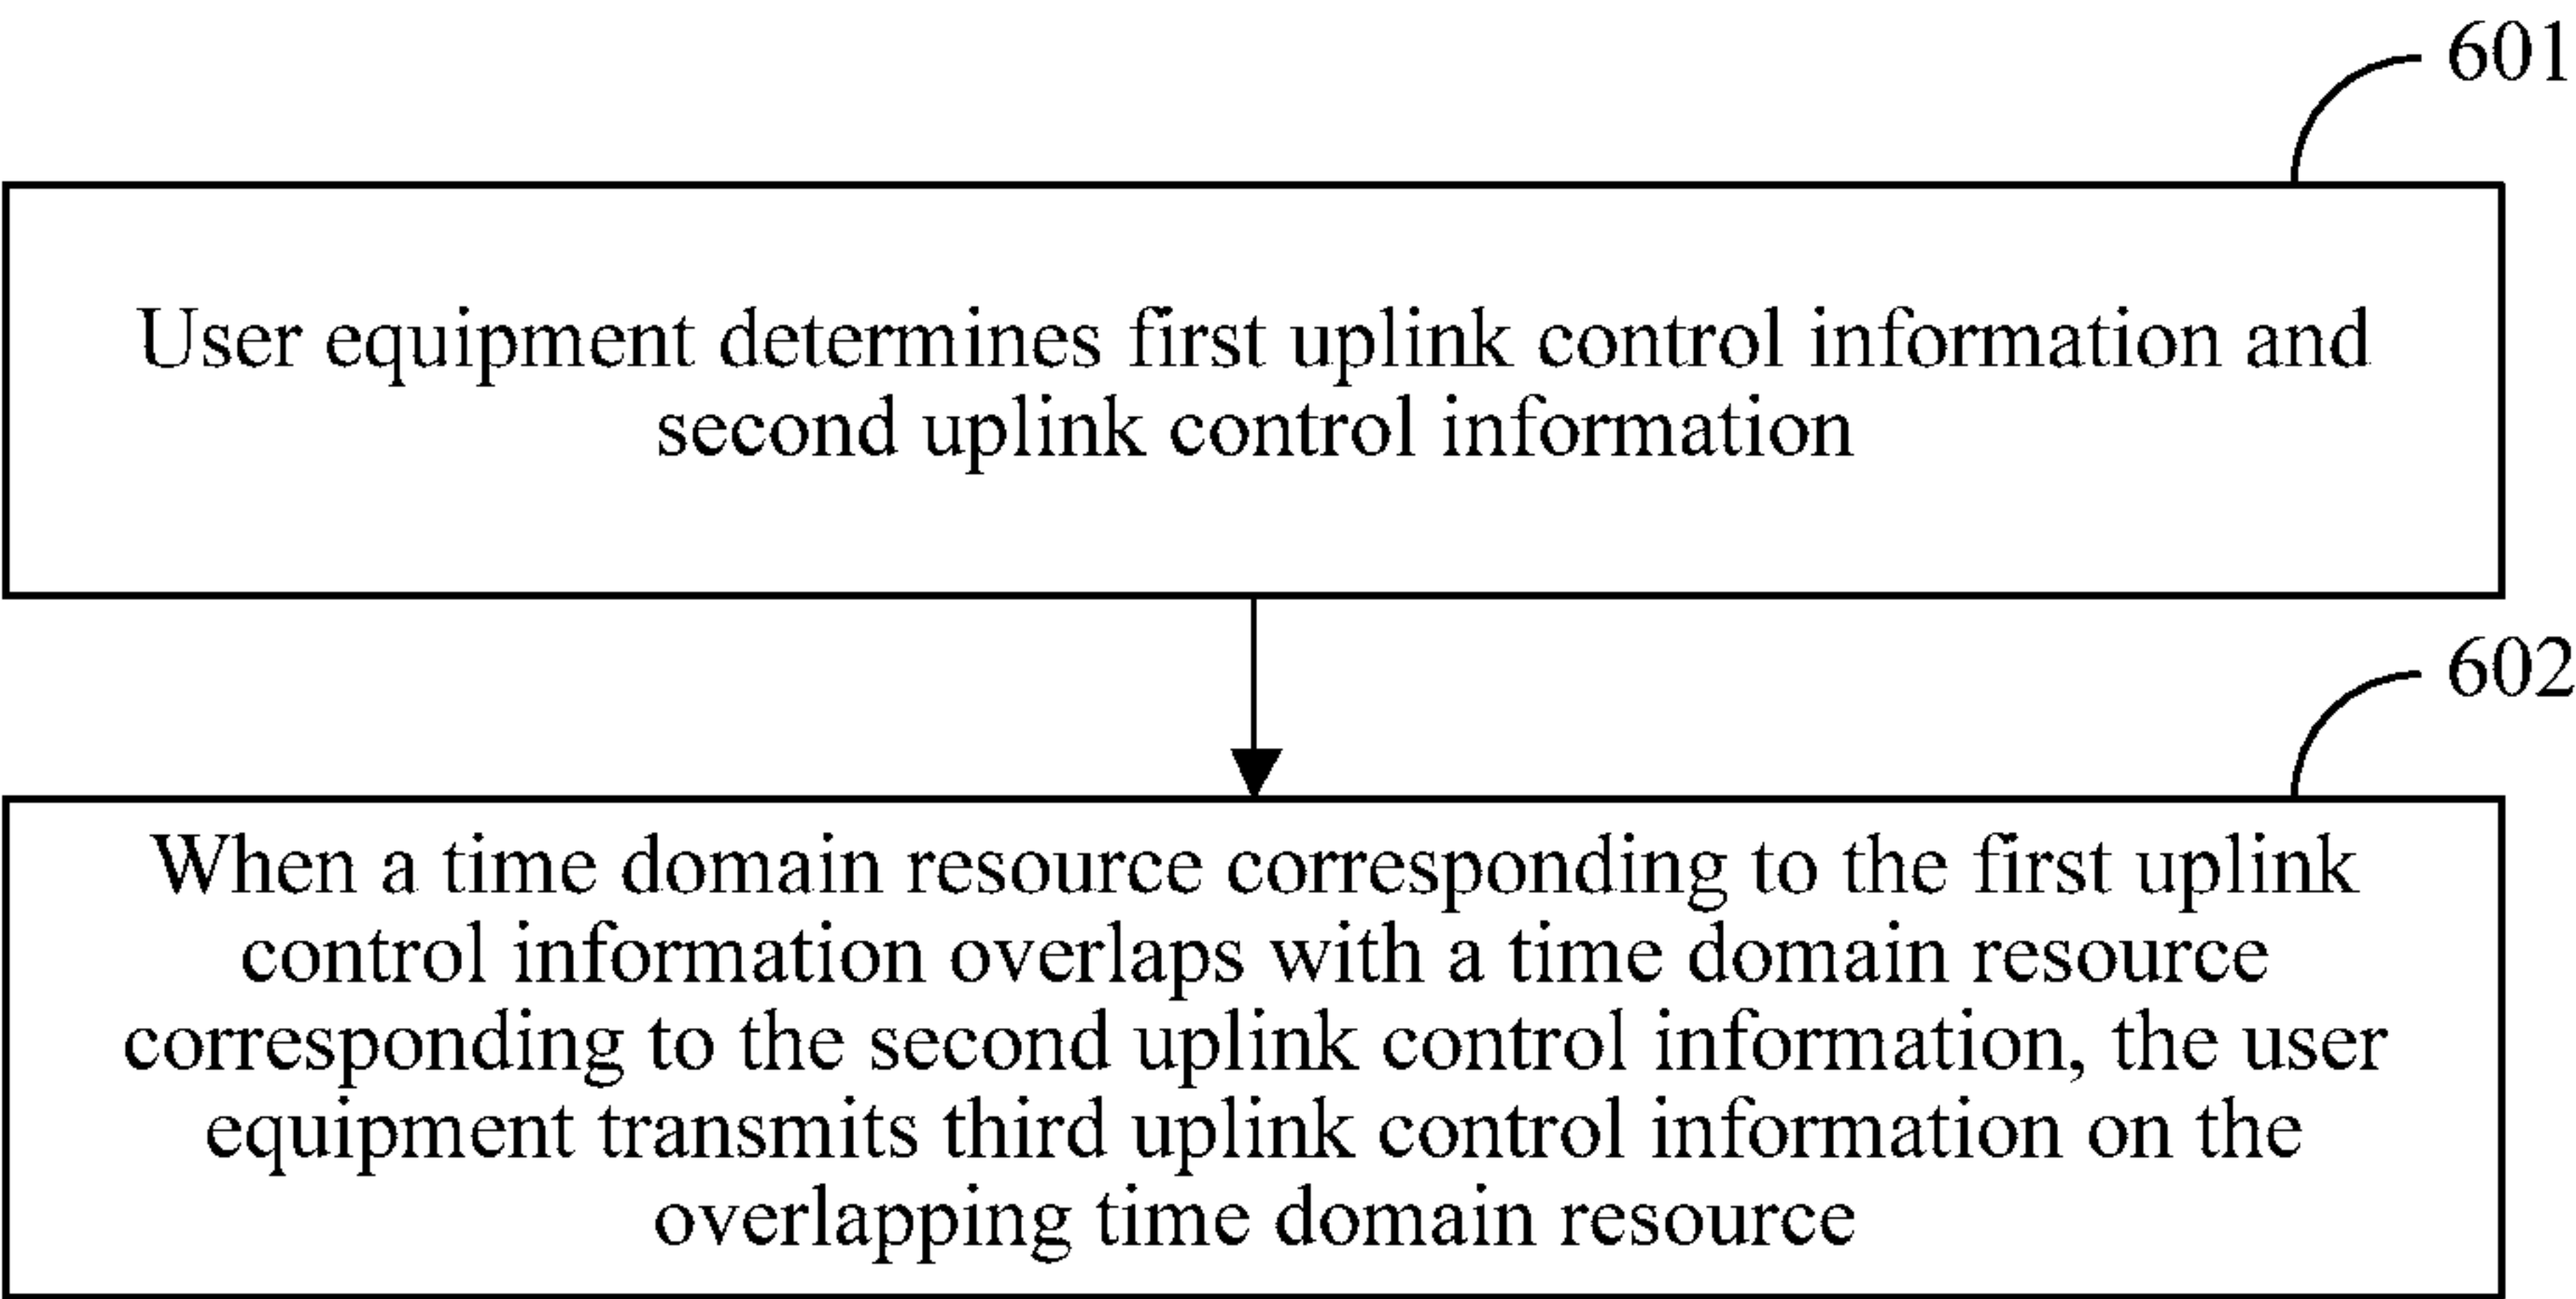 601
User equipment determines first uplink control information and
second uplink control information
602
When a time domain resource corresponding to the first uplink
control information overlaps with a time domain resource
corresponding to the second uplink control information, the user
equipment transmits third uplink control information on the
overlapping time domain resource